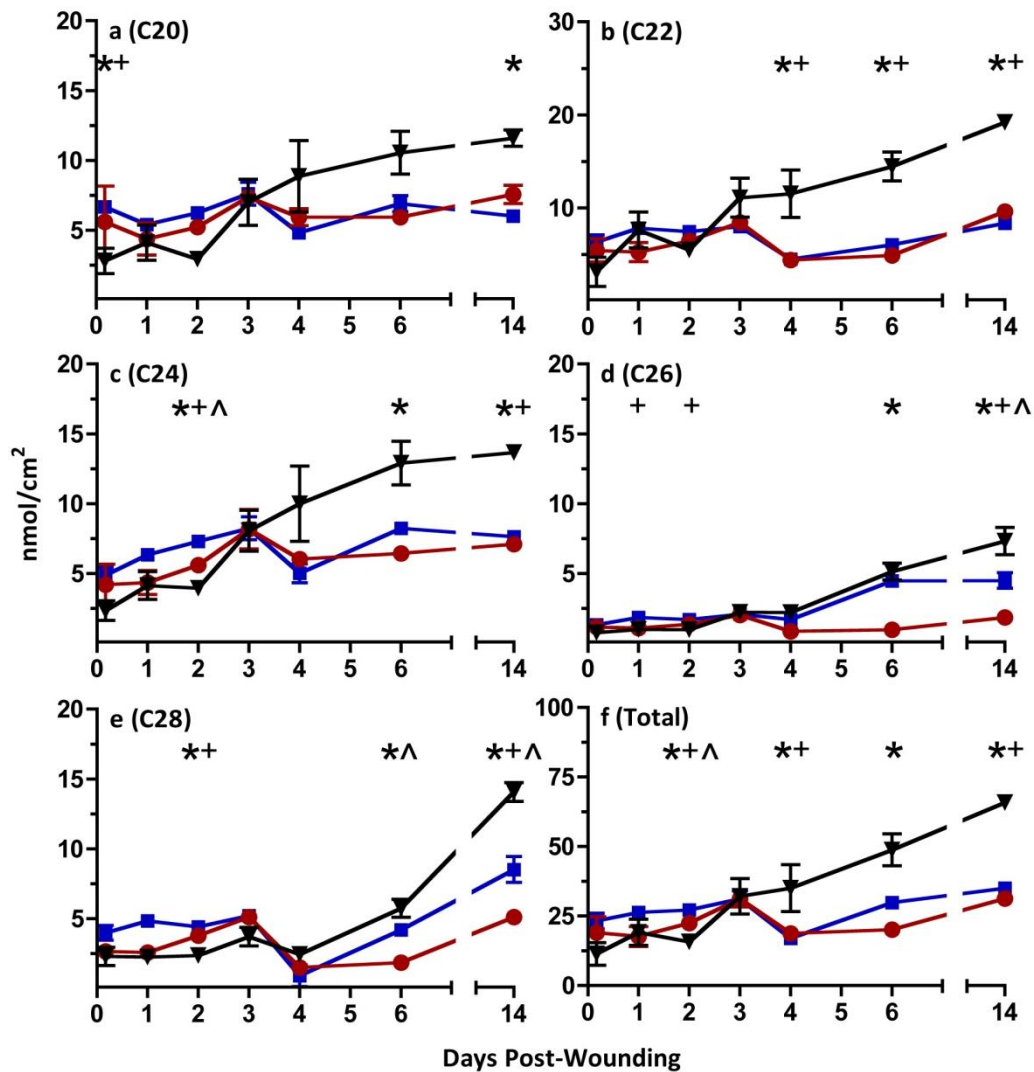 a (C20)
*+ *
20
15
10
5
0 1 2 3 4 5 6 14
b (C22)
*+ *+ *+
30
20
10
0 1 2 3 4 5 6 14
c (C24)
*+^ * *+
20
15
10
5
0 1 2 3 4 5 6 14
d (C26)
+ + * *+^
20
15
10
5
0 1 2 3 4 5 6 14
e (C28)
*+ *^ *+^
20
15
10
5
0 1 2 3 4 5 6 14
f (Total)
*+^ *+ * *+
100
75
50
25
0
0 1 2 3 4 5 6 14
nmol/cm²
Days Post-Wounding